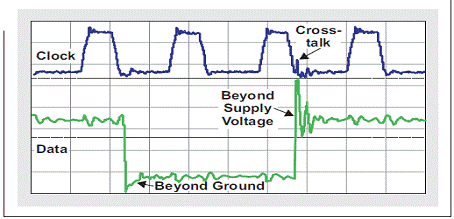 Cross-
talk
Clock
Beyond
Supply
Voltage
Data
Beyond Ground